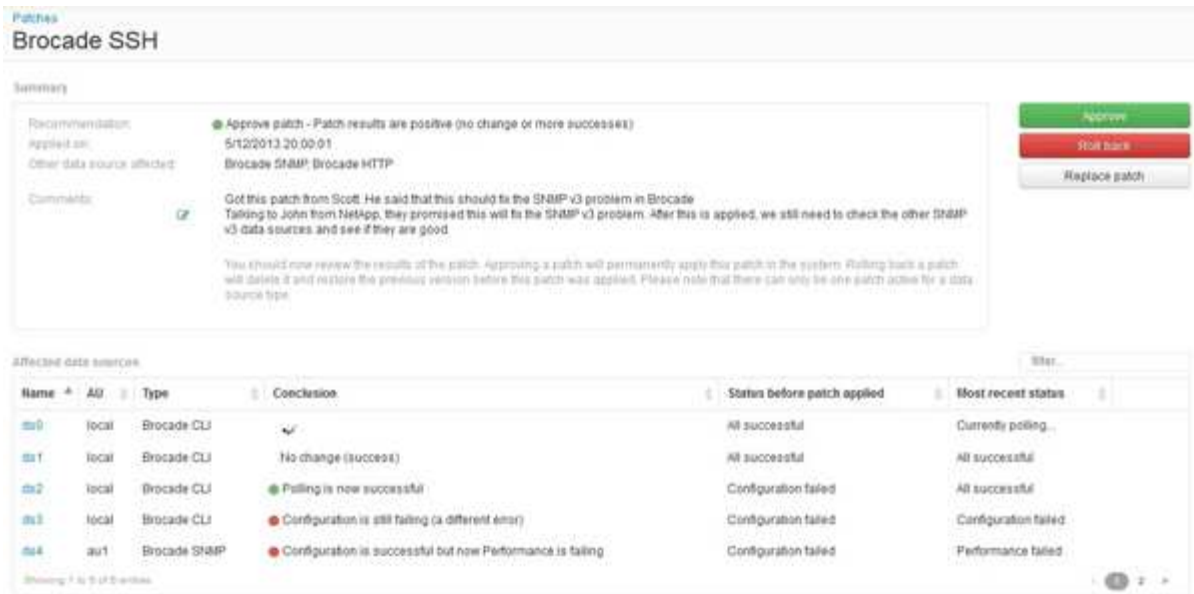 Patches
Brocade SSH
Summary
Recommendation: Approve patch - Patch results are positive (no change or more successes)
Applied on: 5/12/2013 20:00:01
Other data source affected: Brocade SNMP, Brocade HTTP
Comments: Got this patch from Scott. He said that this should fix the SNMP v3 problem in Brocade
Talking to John from NetApp, they promised this will fix the SNMP v3 problem. After this is applied, we still need to check the other SNMP
v3 data sources and see if they are good
You should now review the results of the patch. Approving a patch will permanently apply this patch in the system. Rolling back a patch
will delete it and restore the previous version before this patch was applied. Please note that there can only be one patch active for a data
source type.
Approve
Roll back
Replace patch
Affected data sources
filter...
Name AU Type Conclusion Status before patch applied Most recent status
ds0 local Brocade CLI All successful Currently polling...
ds1 local Brocade CLI No change (success) All successful All successful
ds2 local Brocade CLI Polling is now successful Configuration failed All successful
ds3 local Brocade CLI Configuration is still failing (a different error) Configuration failed Configuration failed
ds4 au1 Brocade SNMP Configuration is successful but now Performance is failing Configuration failed Performance failed
Showing 1 to 5 of 5 entries
1 2